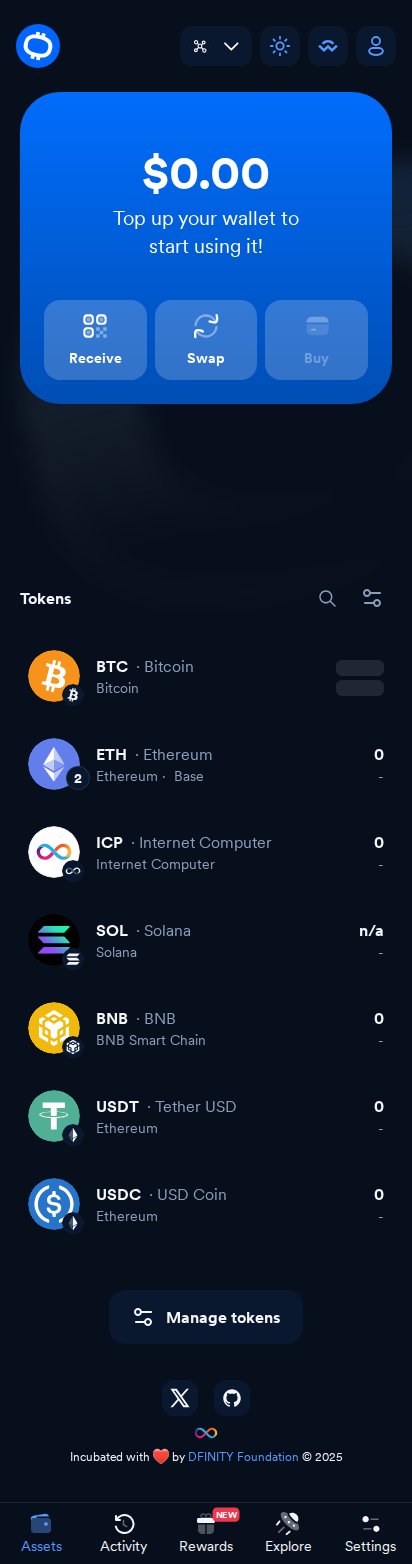 $0.00
Top up your wallet to
start using it!
Receive
Swap
Buy
Tokens
BTC · Bitcoin
Bitcoin
ETH · Ethereum 0
2 Ethereum · Base -
ICP · Internet Computer 0
Internet Computer -
SOL · Solana n/a
Solana -
BNB · BNB 0
BNB Smart Chain -
USDT · Tether USD 0
Ethereum -
USDC · USD Coin 0
Ethereum -
Manage tokens
Incubated with ❤️ by DFINITY Foundation © 2025
NEW
Assets Activity Rewards Explore Settings